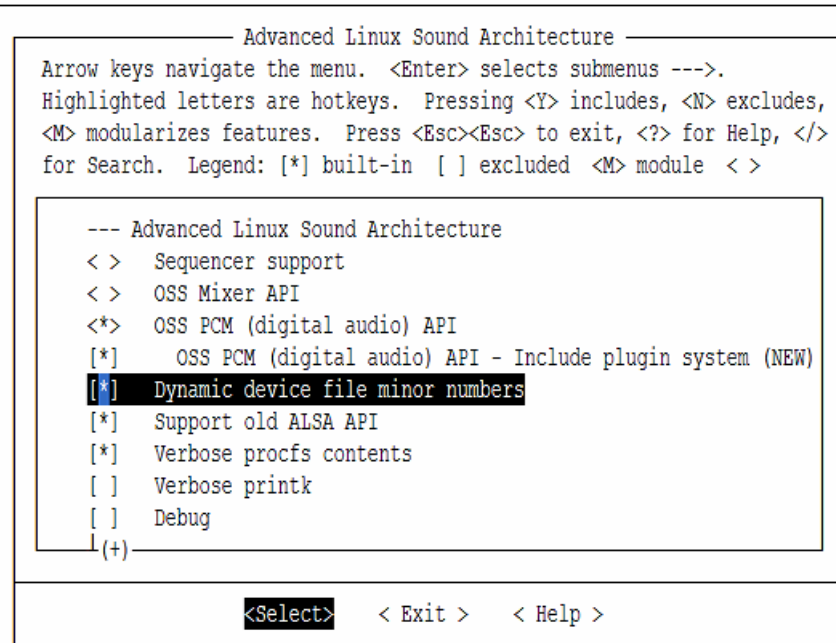 Advanced Linux Sound Architecture
Arrow keys navigate the menu. <Enter> selects submenus --->.
Highlighted letters are hotkeys. Pressing <Y> includes, <N> excludes,
<M> modularizes features. Press <Esc><Esc> to exit, <?> for Help, </>
for Search. Legend: [*] built-in [ ] excluded <M> module < >
--- Advanced Linux Sound Architecture
< > Sequencer support
< > OSS Mixer API
<*> OSS PCM (digital audio) API
[*] OSS PCM (digital audio) API - Include plugin system (NEW)
[*] Dynamic device file minor numbers
[*] Support old ALSA API
[*] Verbose procfs contents
[ ] Verbose printk
[ ] Debug
(+)
<Select> < Exit > < Help >